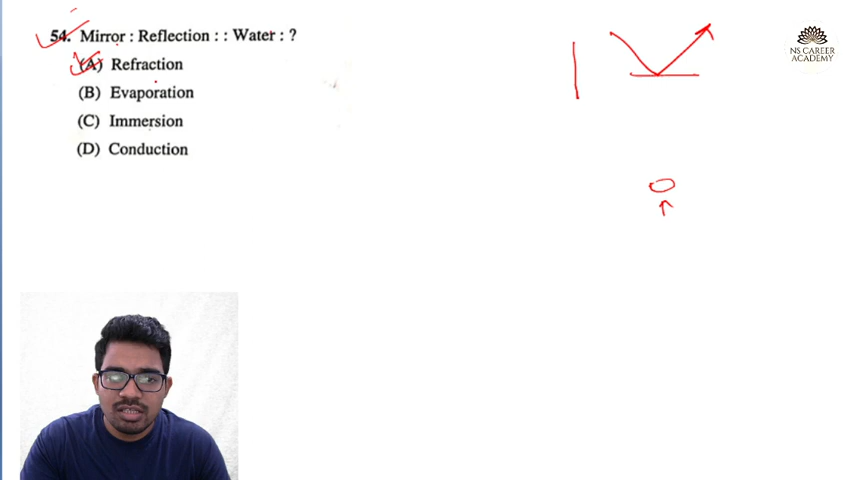 54. Mirror : Reflection : : Water : ?
(A) Refraction
(B) Evaporation
(C) Immersion
(D) Conduction
NS CAREER
ACADEMY